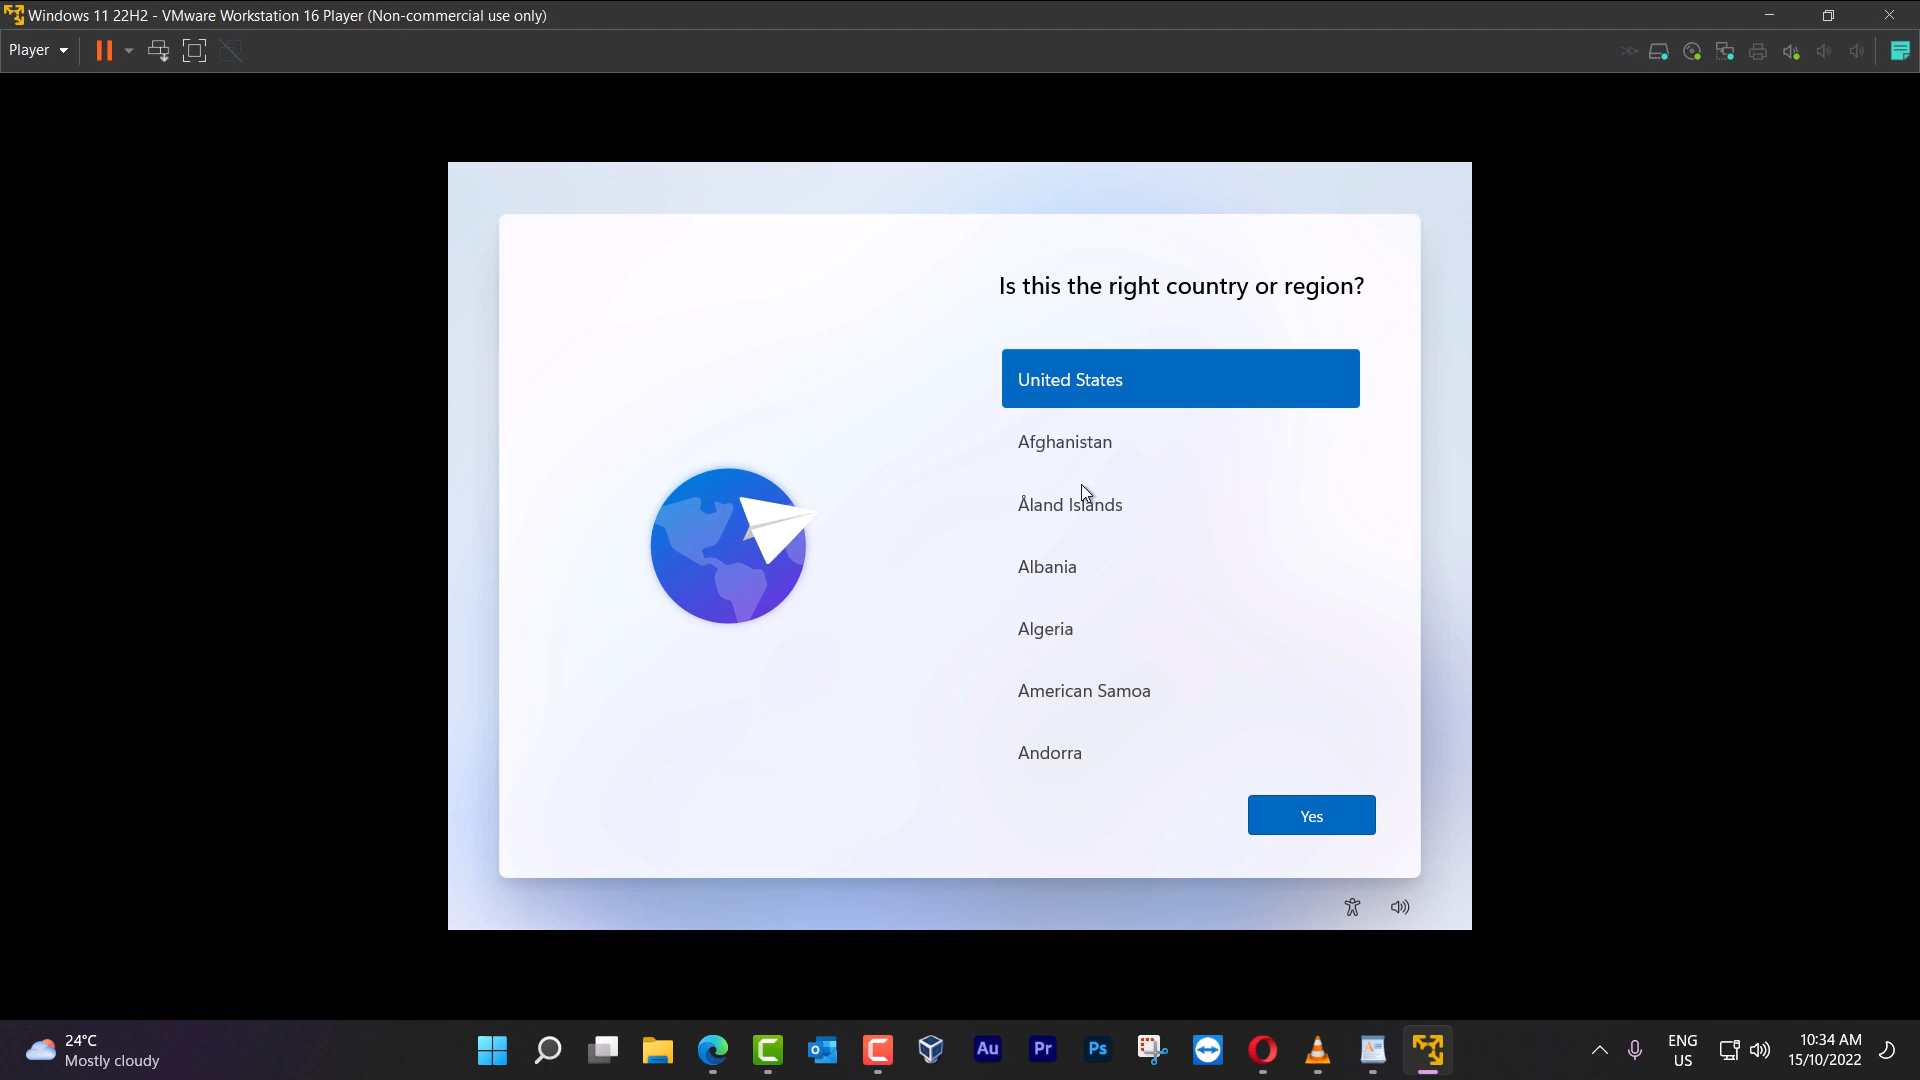 Windows 11 22H2 - VMware Workstation 16 Player (Non-commercial use only)
Player
Is this the right country or region?
United States
Afghanistan
Åland Islands
Albania
Algeria
American Samoa
Andorra
Yes
24°C
Mostly cloudy
Au
Pr
Ps
ENG
US
10:34 AM
15/10/2022